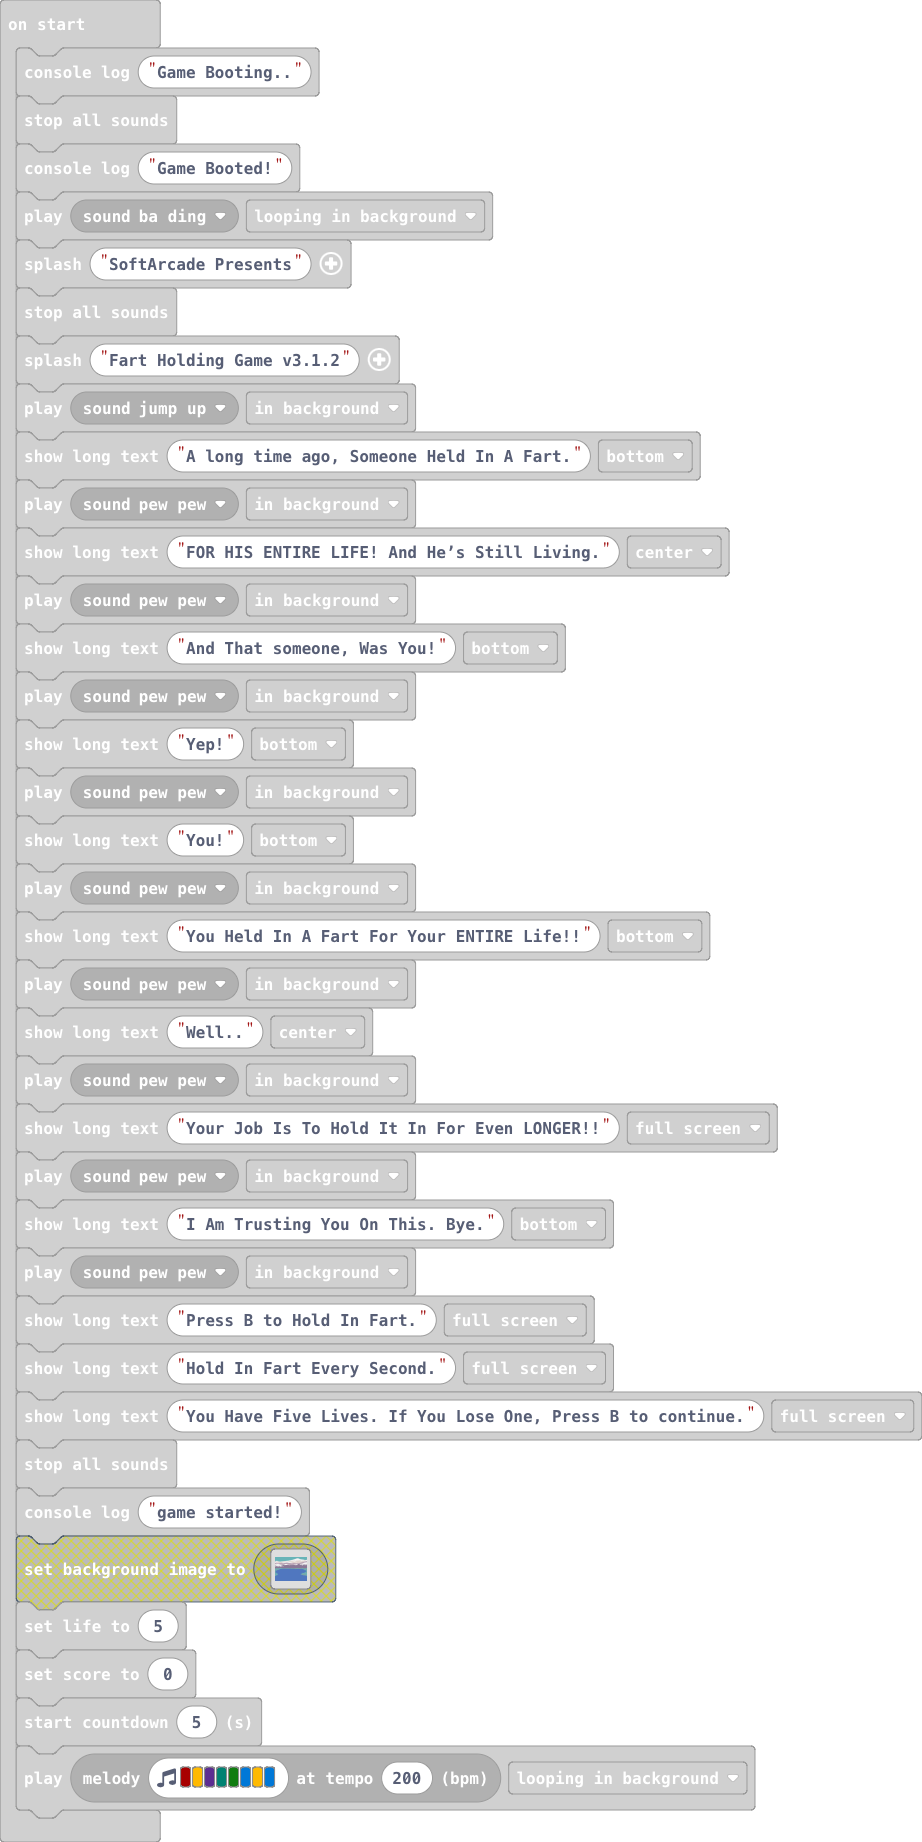 on start
console log "Game Booting.."
stop all sounds
console log "Game Booted!"
play sound ba ding looping in background
splash "SoftArcade Presents"
stop all sounds
splash "Fart Holding Game v3.1.2"
play sound jump up in background
show long text "A long time ago, Someone Held In A Fart." bottom
play sound pew pew in background
show long text "FOR HIS ENTIRE LIFE! And He’s Still Living." center
play sound pew pew in background
show long text "And That someone, Was You!" bottom
play sound pew pew in background
show long text "Yep!" bottom
play sound pew pew in background
show long text "You!" bottom
play sound pew pew in background
show long text "You Held In A Fart For Your ENTIRE Life!!" bottom
play sound pew pew in background
show long text "Well.." center
play sound pew pew in background
show long text "Your Job Is To Hold It In For Even LONGER!!" full screen
play sound pew pew in background
show long text "I Am Trusting You On This. Bye." bottom
play sound pew pew in background
show long text "Press B to Hold In Fart." full screen
show long text "Hold In Fart Every Second." full screen
show long text "You Have Five Lives. If You Lose One, Press B to continue." full screen
stop all sounds
console log "game started!"
set background image to
set life to 5
set score to 0
start countdown 5 (s)
play melody at tempo 200 (bpm) looping in background